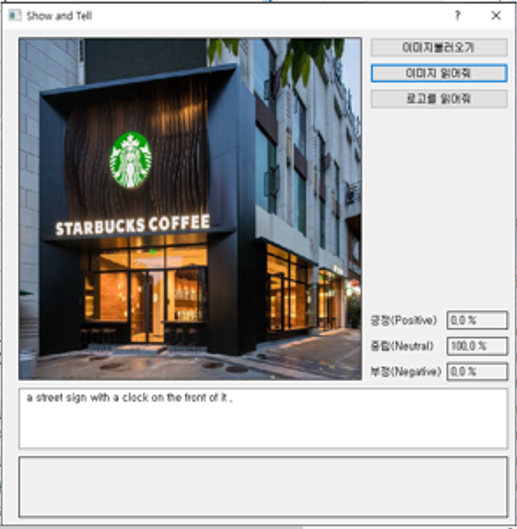 Show and Tell
? ×
이미지불러오기
이미지 읽어줘
로고를 읽어줘
STARBUCKS COFFEE
긍정(Positive) 0,0 %
중립(Neutral) 100,0 %
부정(Negative) 0,0 %
a street sign with a clock on the front of it ,